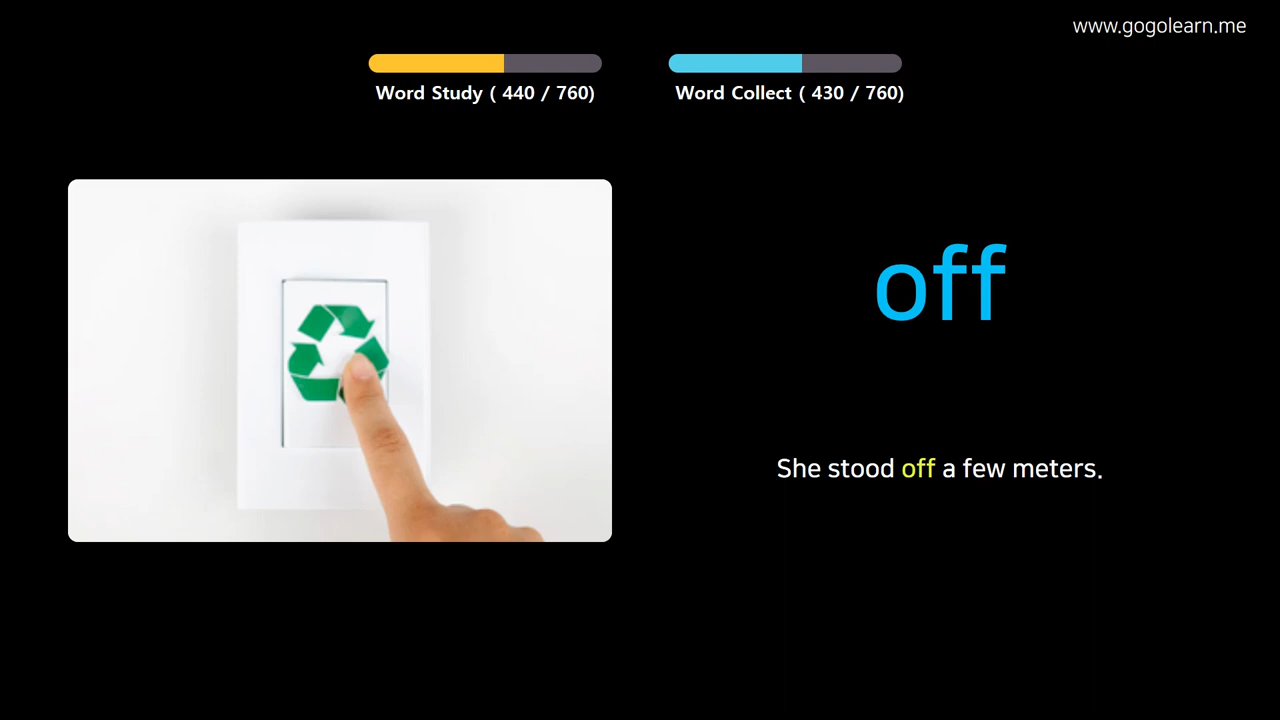 www.gogolearn.me
Word Study ( 440 / 760)
Word Collect ( 430 / 760)
off
She stood off a few meters.